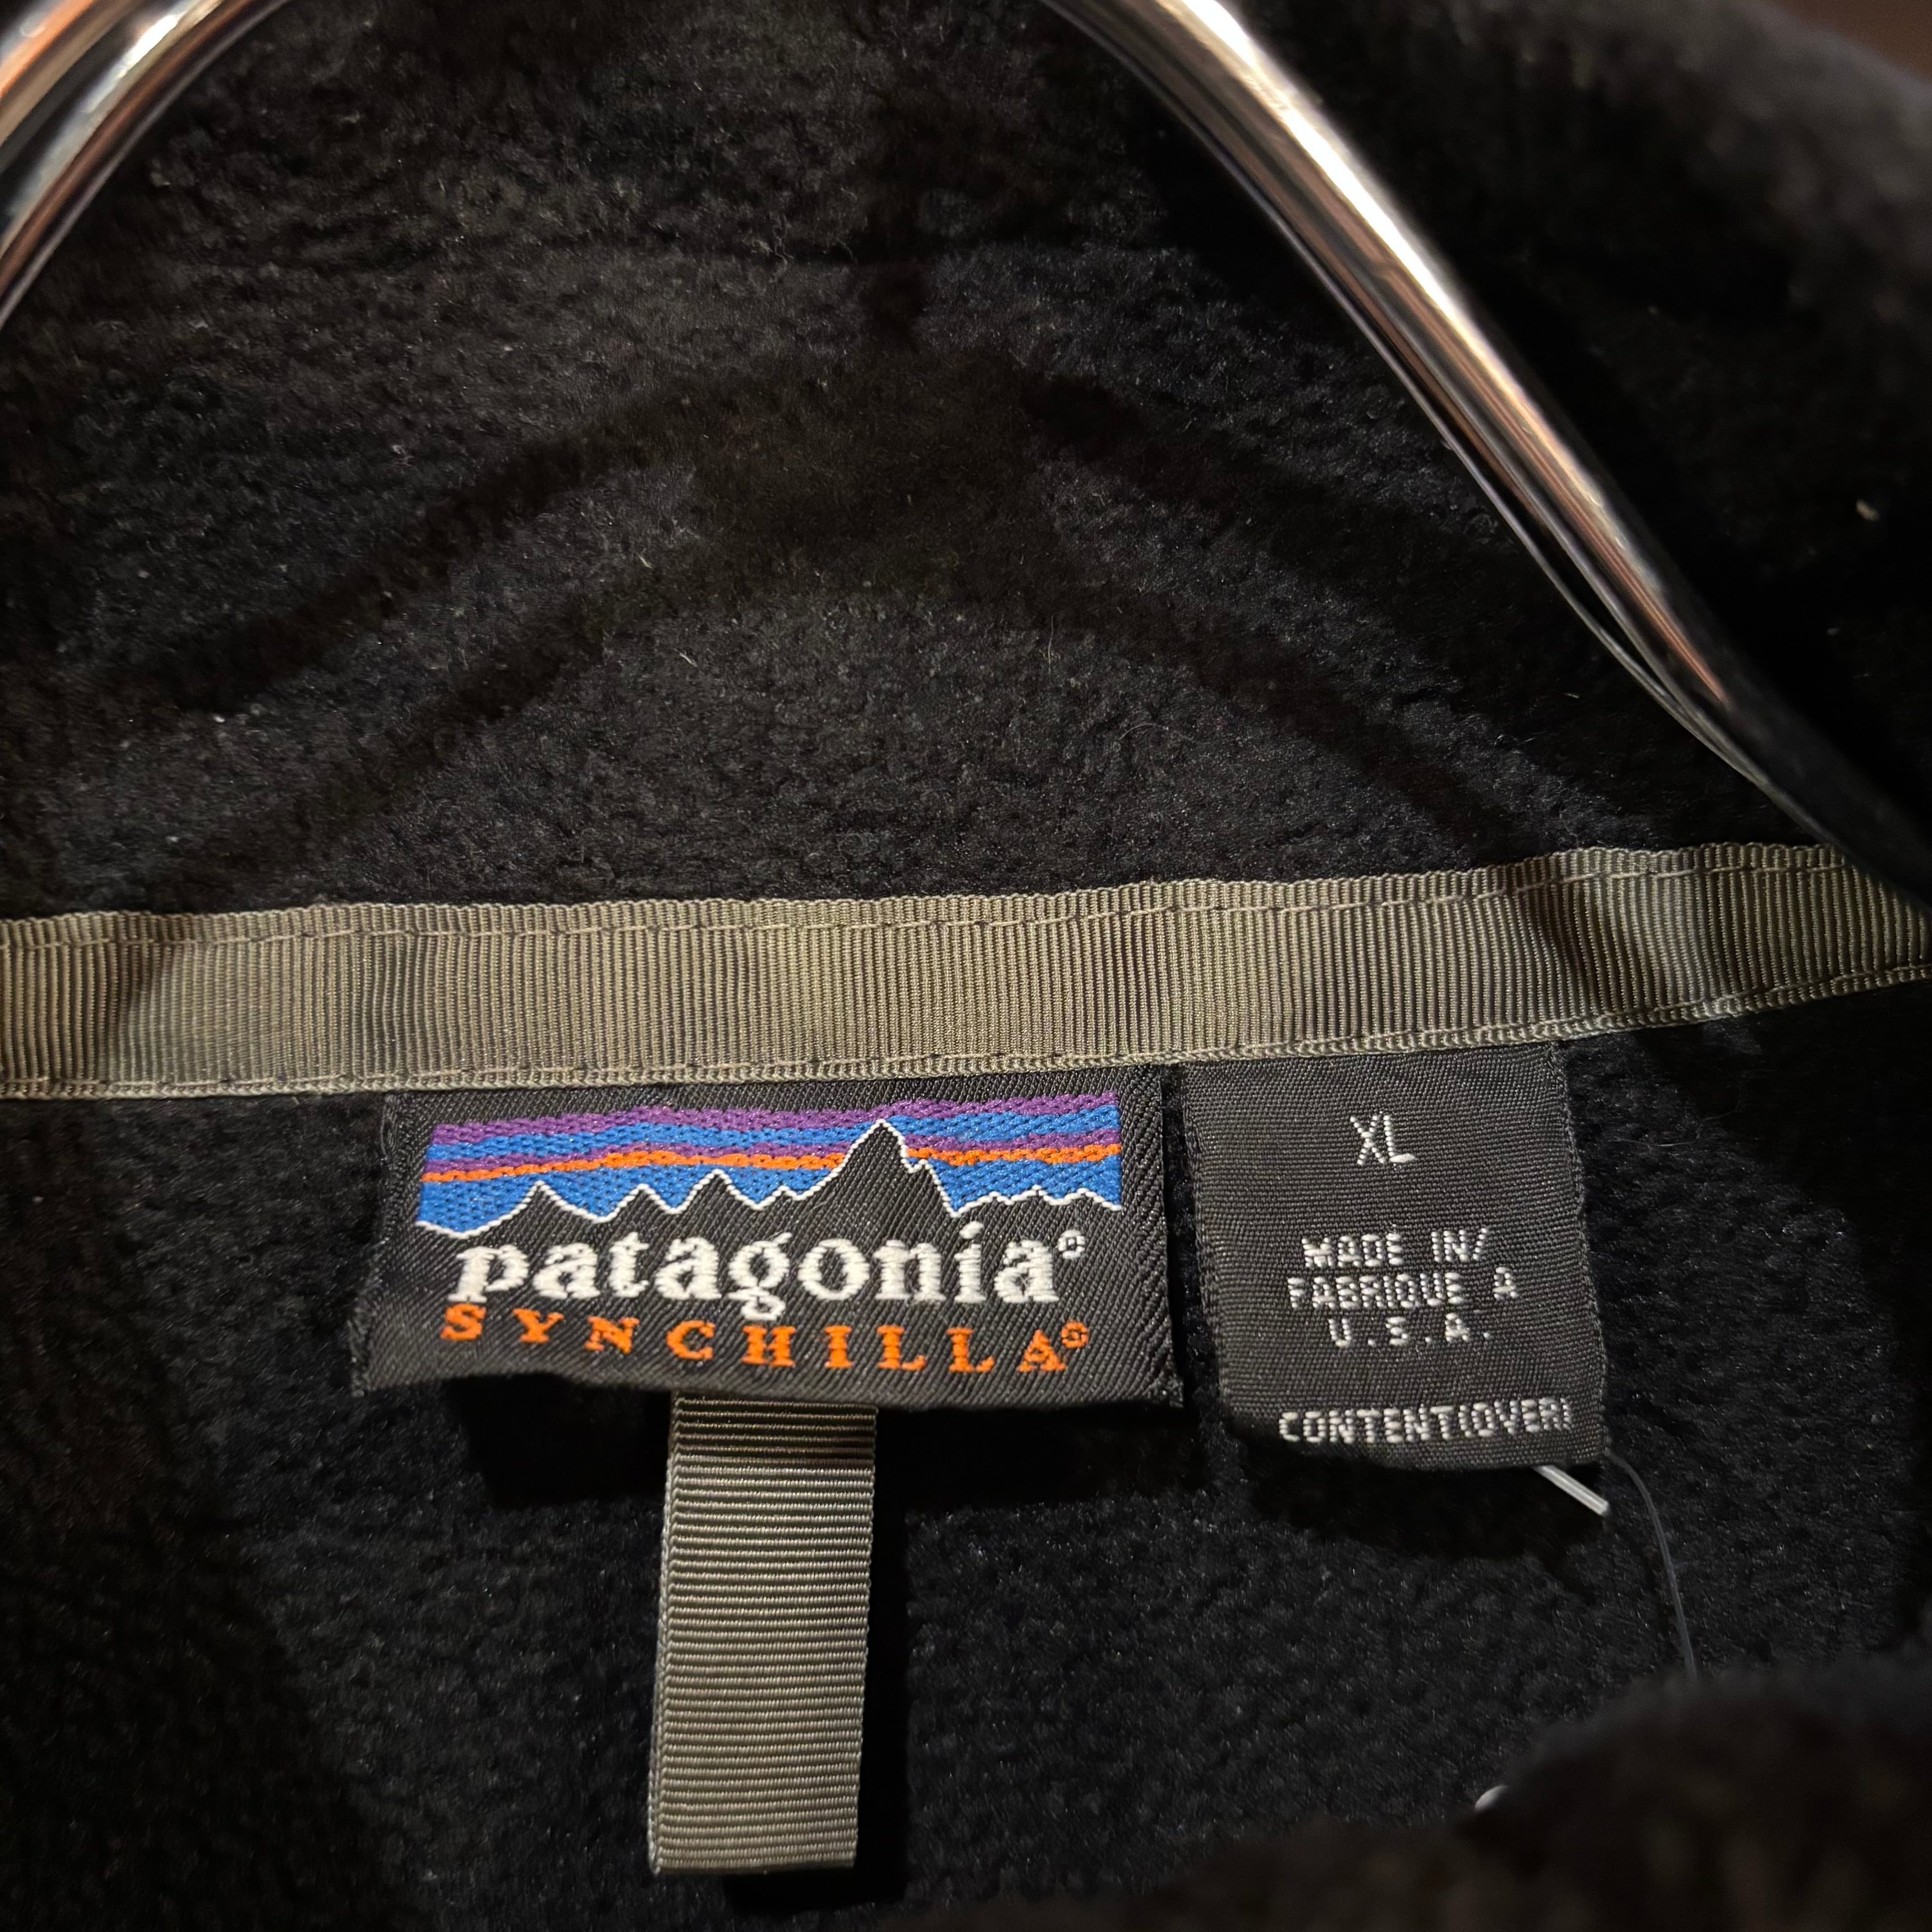 patagonia®
SYNCHILLA®
XL
MADE IN/
FABRIQUE A
U.S.A.
CONTENT(OVER)